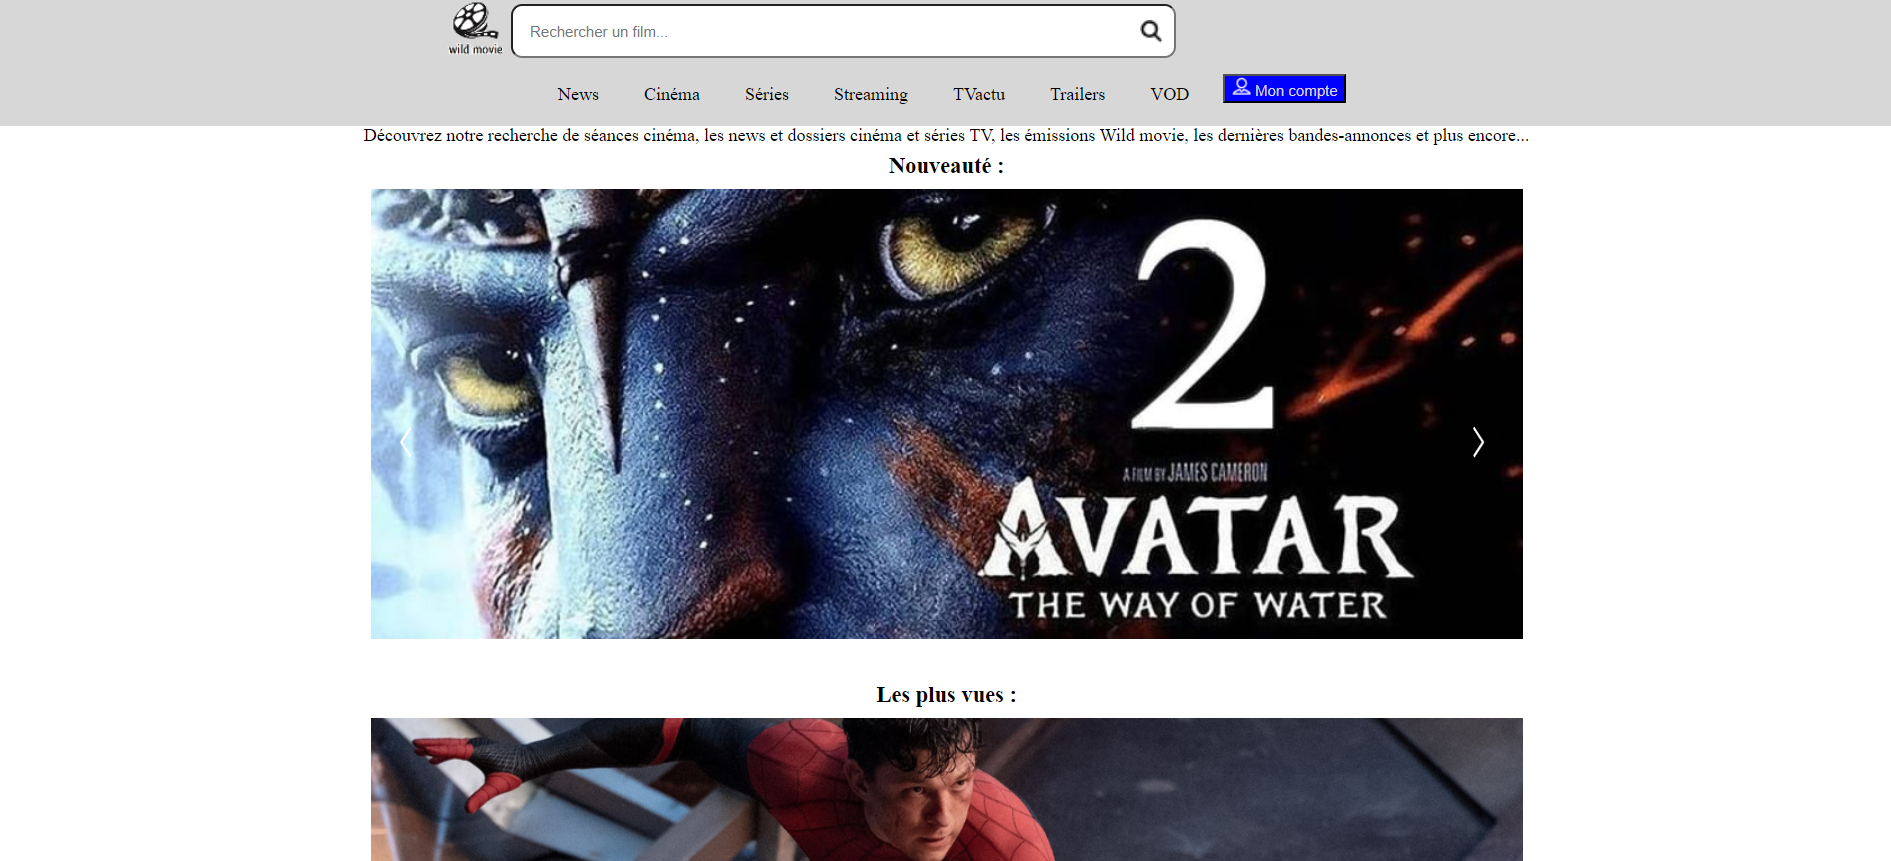 wild movie
Rechercher un film...
News Cinéma Séries Streaming TVactu Trailers VOD Mon compte
Découvrez notre recherche de séances cinéma, les news et dossiers cinéma et séries TV, les émissions Wild movie, les dernières bandes-annonces et plus encore...
Nouveauté :
2
A FILM BY JAMES CAMERON
AVATAR
THE WAY OF WATER
Les plus vues :